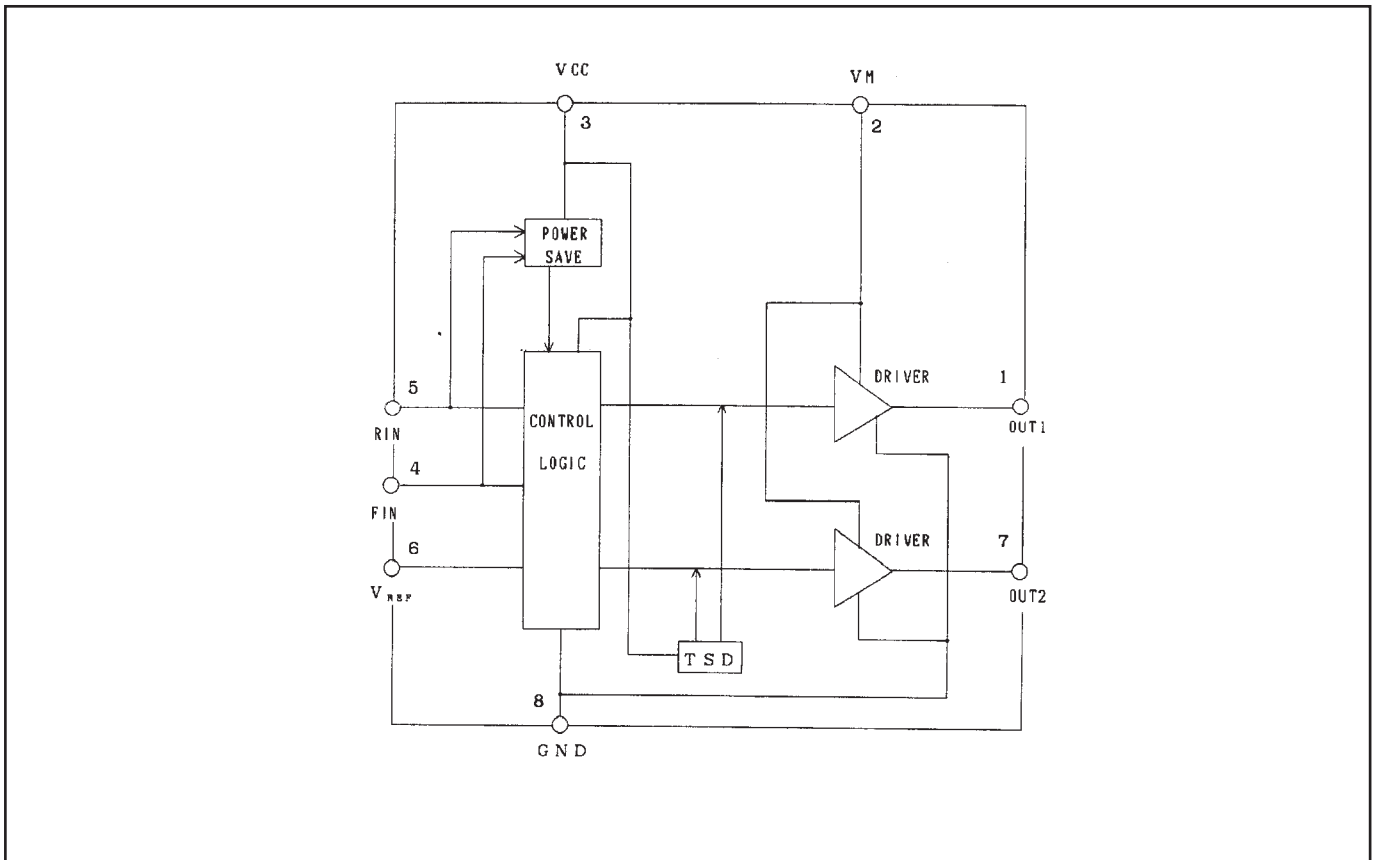 VCC
VM
3
2
POWER
SAVE
5
DRIVER
1
RIN
CONTROL
OUT1
4
LOGIC
FIN
6
DRIVER
7
VREF
OUT2
TSD
8
GND